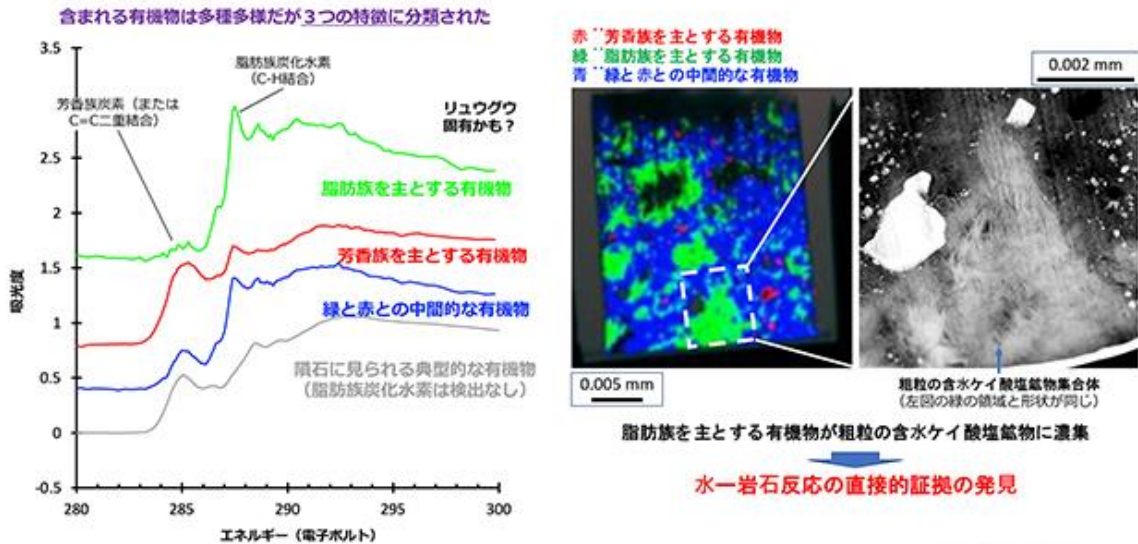 含まれる有機物は多種多様だが３つの特徴に分類された
3.5
3
2.5
2
1.5
1
0.5
0
-0.5
吸光度
脂肪族炭化水素
(C-H結合)
芳香族炭素（または
C=C二重結合）
リュウグウ
固有かも？
脂肪族を主とする有機物
芳香族を主とする有機物
緑と赤との中間的な有機物
隕石に見られる典型的な有機物
（脂肪族炭化水素は検出なし）
280
285
290
295
300
エネルギー（電子ボルト）
赤：芳香族を主とする有機物
緑：脂肪族を主とする有機物
青：緑と赤との中間的な有機物
0.002 mm
0.005 mm
粗粒の含水ケイ酸塩鉱物集合体
（左図の緑の領域と形状が同じ）
脂肪族を主とする有機物が粗粒の含水ケイ酸塩鉱物に濃集
水ー岩石反応の直接的証拠の発見